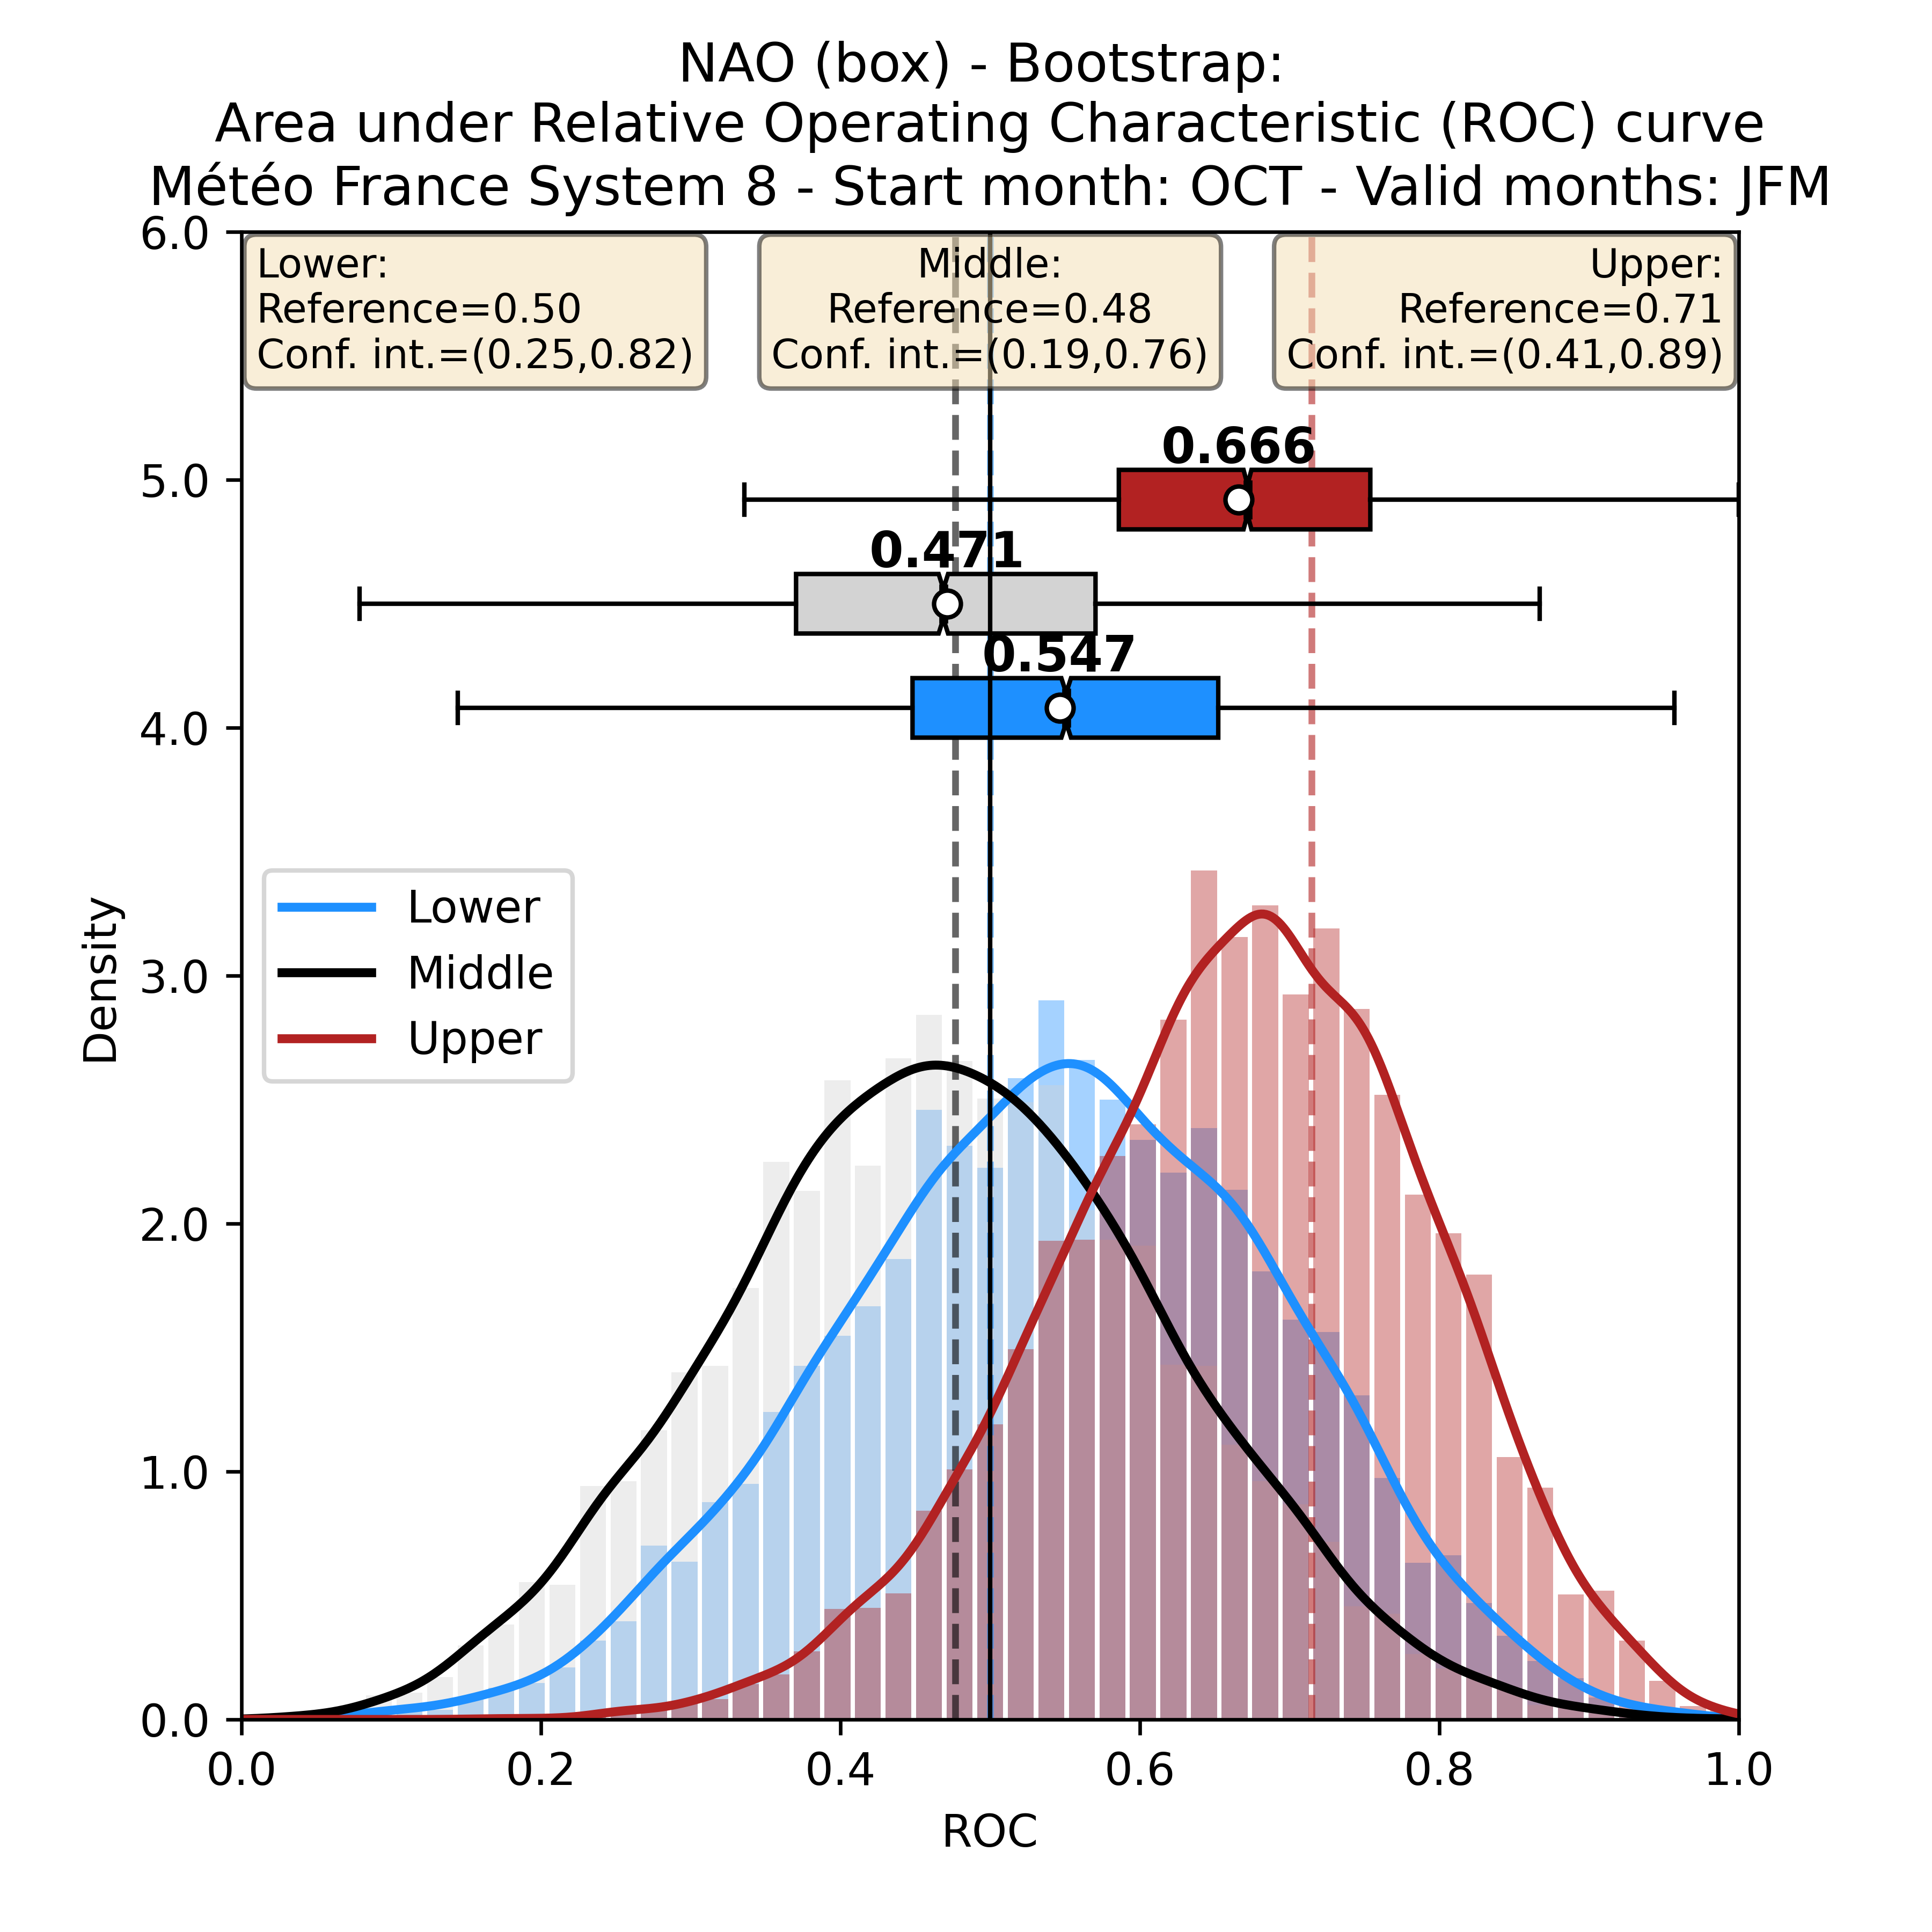 NAO (box) - Bootstrap:
Area under Relative Operating Characteristic (ROC) curve
Météo France System 8 - Start month: OCT - Valid months: JFM
Lower:
Reference=0.50
Conf. int.=(0.25,0.82)
Middle:
Reference=0.48
Conf. int.=(0.19,0.76)
Upper:
Reference=0.71
Conf. int.=(0.41,0.89)
0.666
0.471
0.547
Lower
Middle
Upper
Density
6.0
5.0
4.0
3.0
2.0
1.0
0.0
0.0 0.2 0.4 0.6 0.8 1.0
ROC